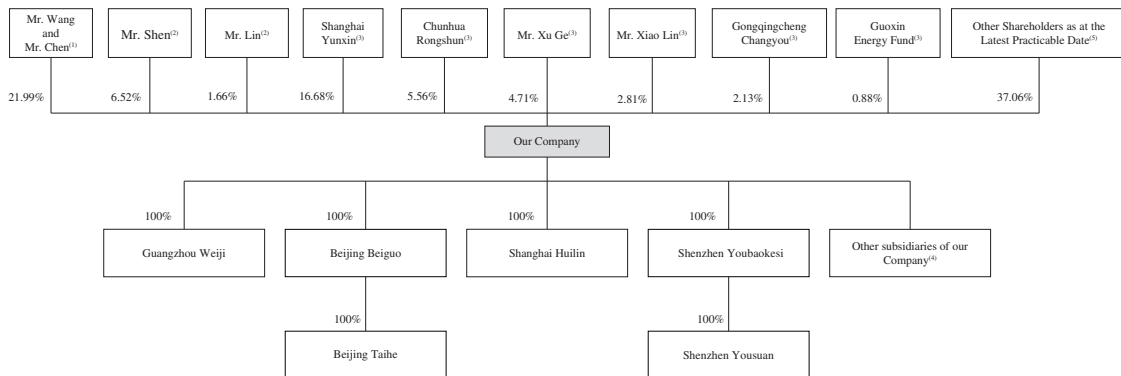 Mr. Wang
and
Mr. Chen(1)
Mr. Shen(2)
Mr. Lin(2)
Shanghai
Yunxin(3)
Chunhua
Rongshun(3)
Mr. Xu Ge(3)
Mr. Xiao Lin(3)
Gongqingcheng
Changyou(3)
Guoxin
Energy Fund(3)
Other Shareholders as at the
Latest Practicable Date(5)
21.99%
6.52%
1.66%
16.68%
5.56%
4.71%
2.81%
2.13%
0.88%
37.06%
Our Company
100%
100%
100%
100%
Guangzhou Weiji
Beijing Beiguo
Shanghai Huilin
Shenzhen Youbaokesi
Other subsidiaries of our
Company(4)
100%
100%
Beijing Taihe
Shenzhen Yousuan